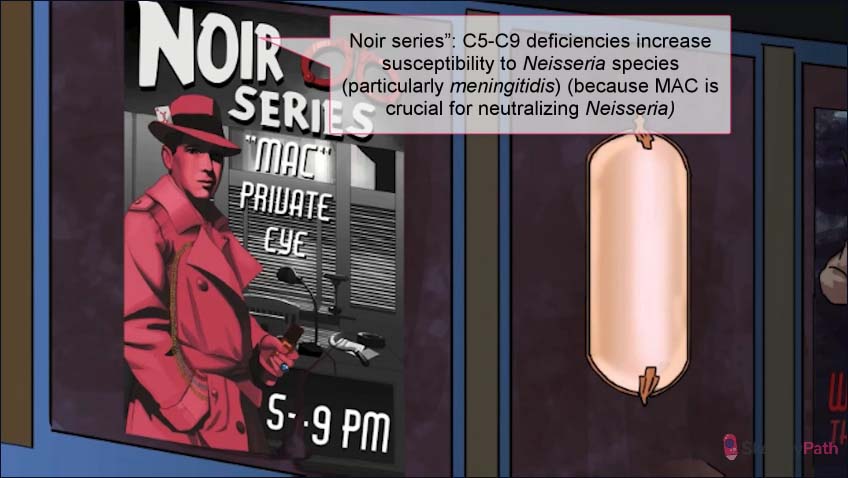 NOIR
SERIES
"MAC"
PRIVATE
EYE
5--9 PM
Noir series”: C5-C9 deficiencies increase
susceptibility to Neisseria species
(particularly meningitidis) (because MAC is
crucial for neutralizing Neisseria)
Path